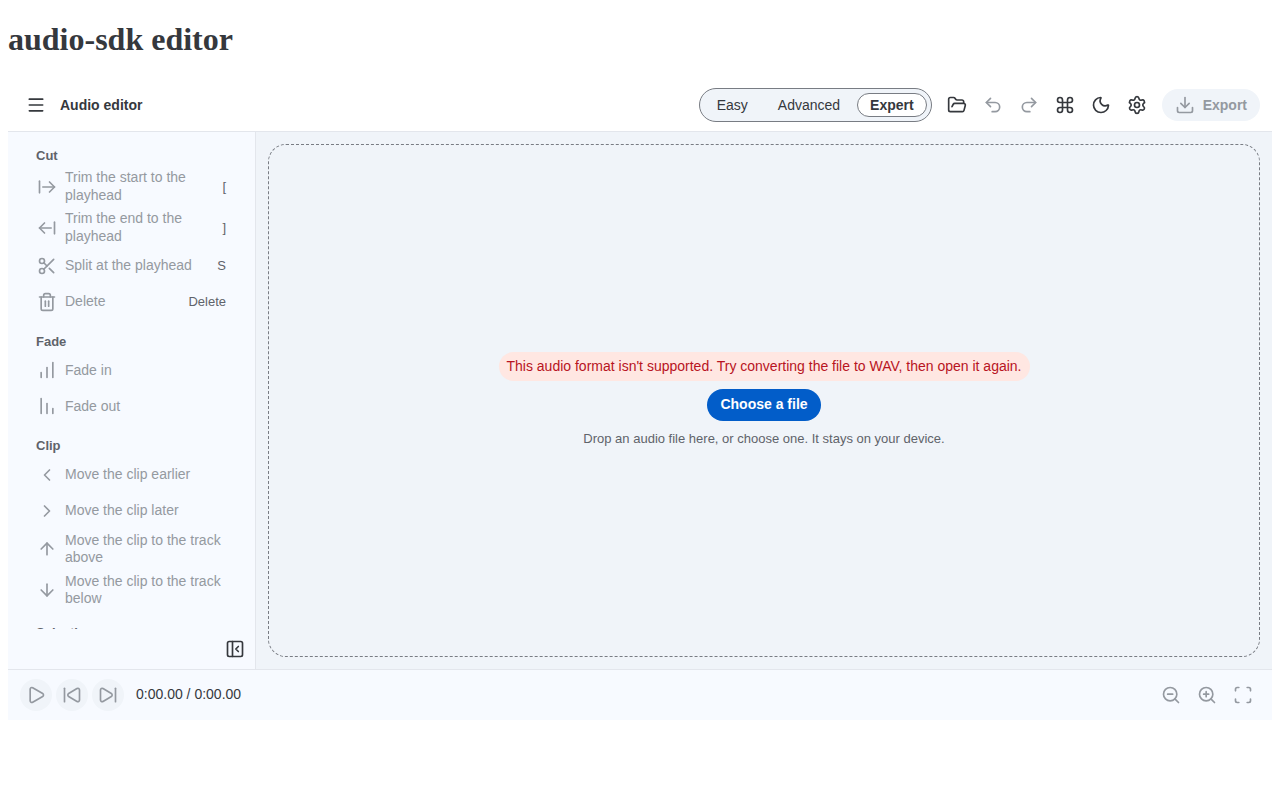 audio-sdk editor
Audio editor
Easy
Advanced
Expert
Export
Cut
Trim the start to the
playhead
[
Trim the end to the
playhead
]
Split at the playhead
S
Delete
Delete
Fade
Fade in
Fade out
Clip
Move the clip earlier
Move the clip later
Move the clip to the track
above
Move the clip to the track
below
This audio format isn't supported. Try converting the file to WAV, then open it again.
Choose a file
Drop an audio file here, or choose one. It stays on your device.
0:00.00 / 0:00.00